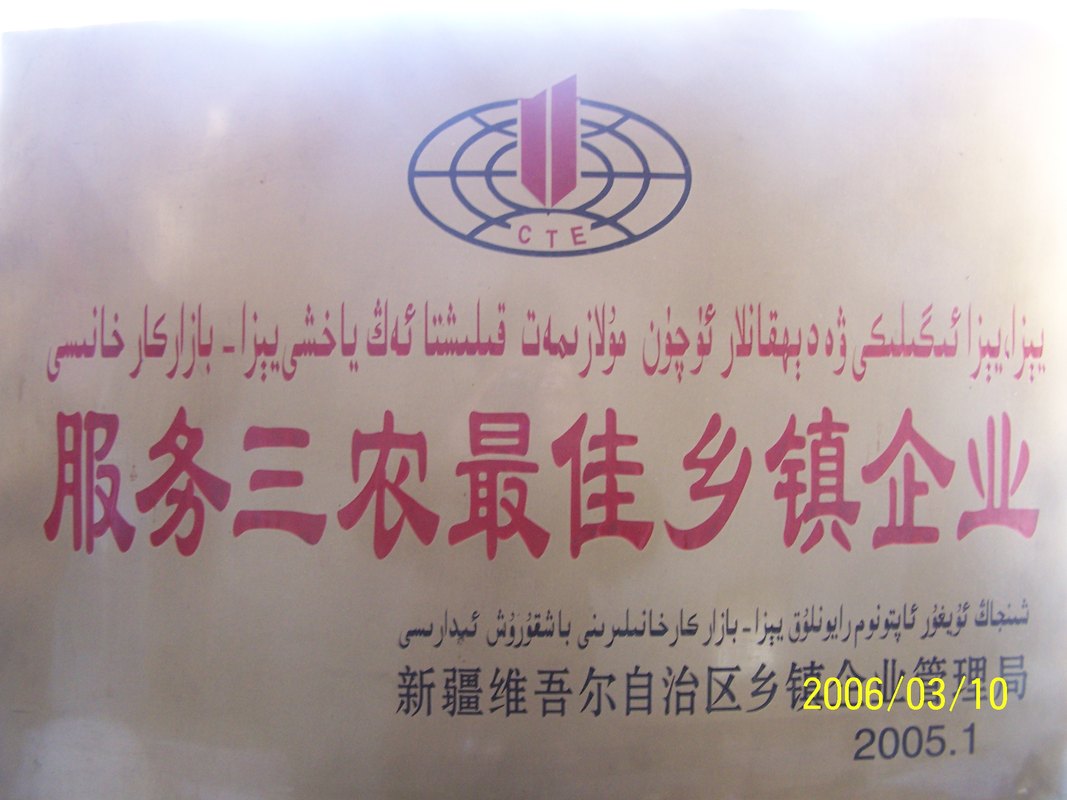 CTE
يېزا، يېزا ئىگىلىكى ۋە دېھقانلار ئۈچۈن مۇلازىمەت قىلىشتا ئەڭ ياخشى يېزا - بازار كارخانىسى
服务三农最佳乡镇企业
شىنجاڭ ئۇيغۇر ئاپتونوم رايونلۇق يېزا - بازار كارخانىلىرىنى باشقۇرۇش ئىدارىسى
新疆维吾尔自治区乡镇企业管理局
2006/03/10
2005.1